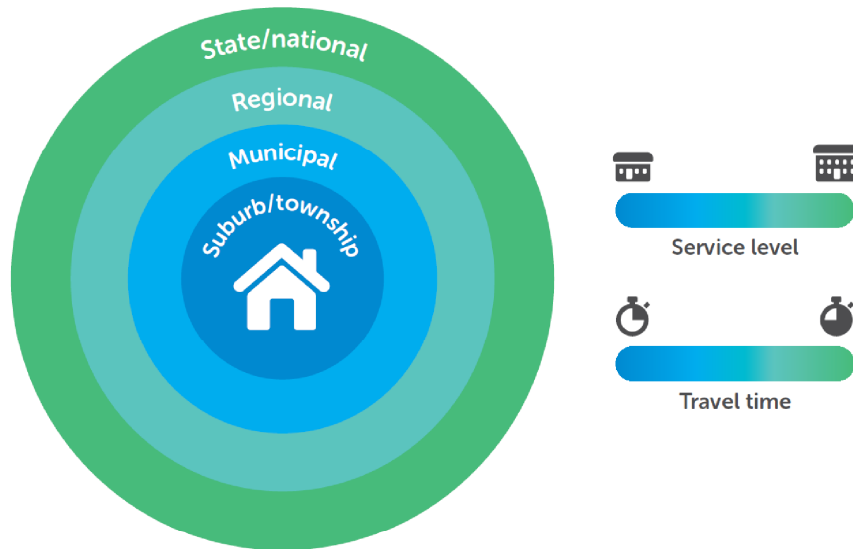 State/national
Regional
Municipal
Suburb/township
Service level
Travel time